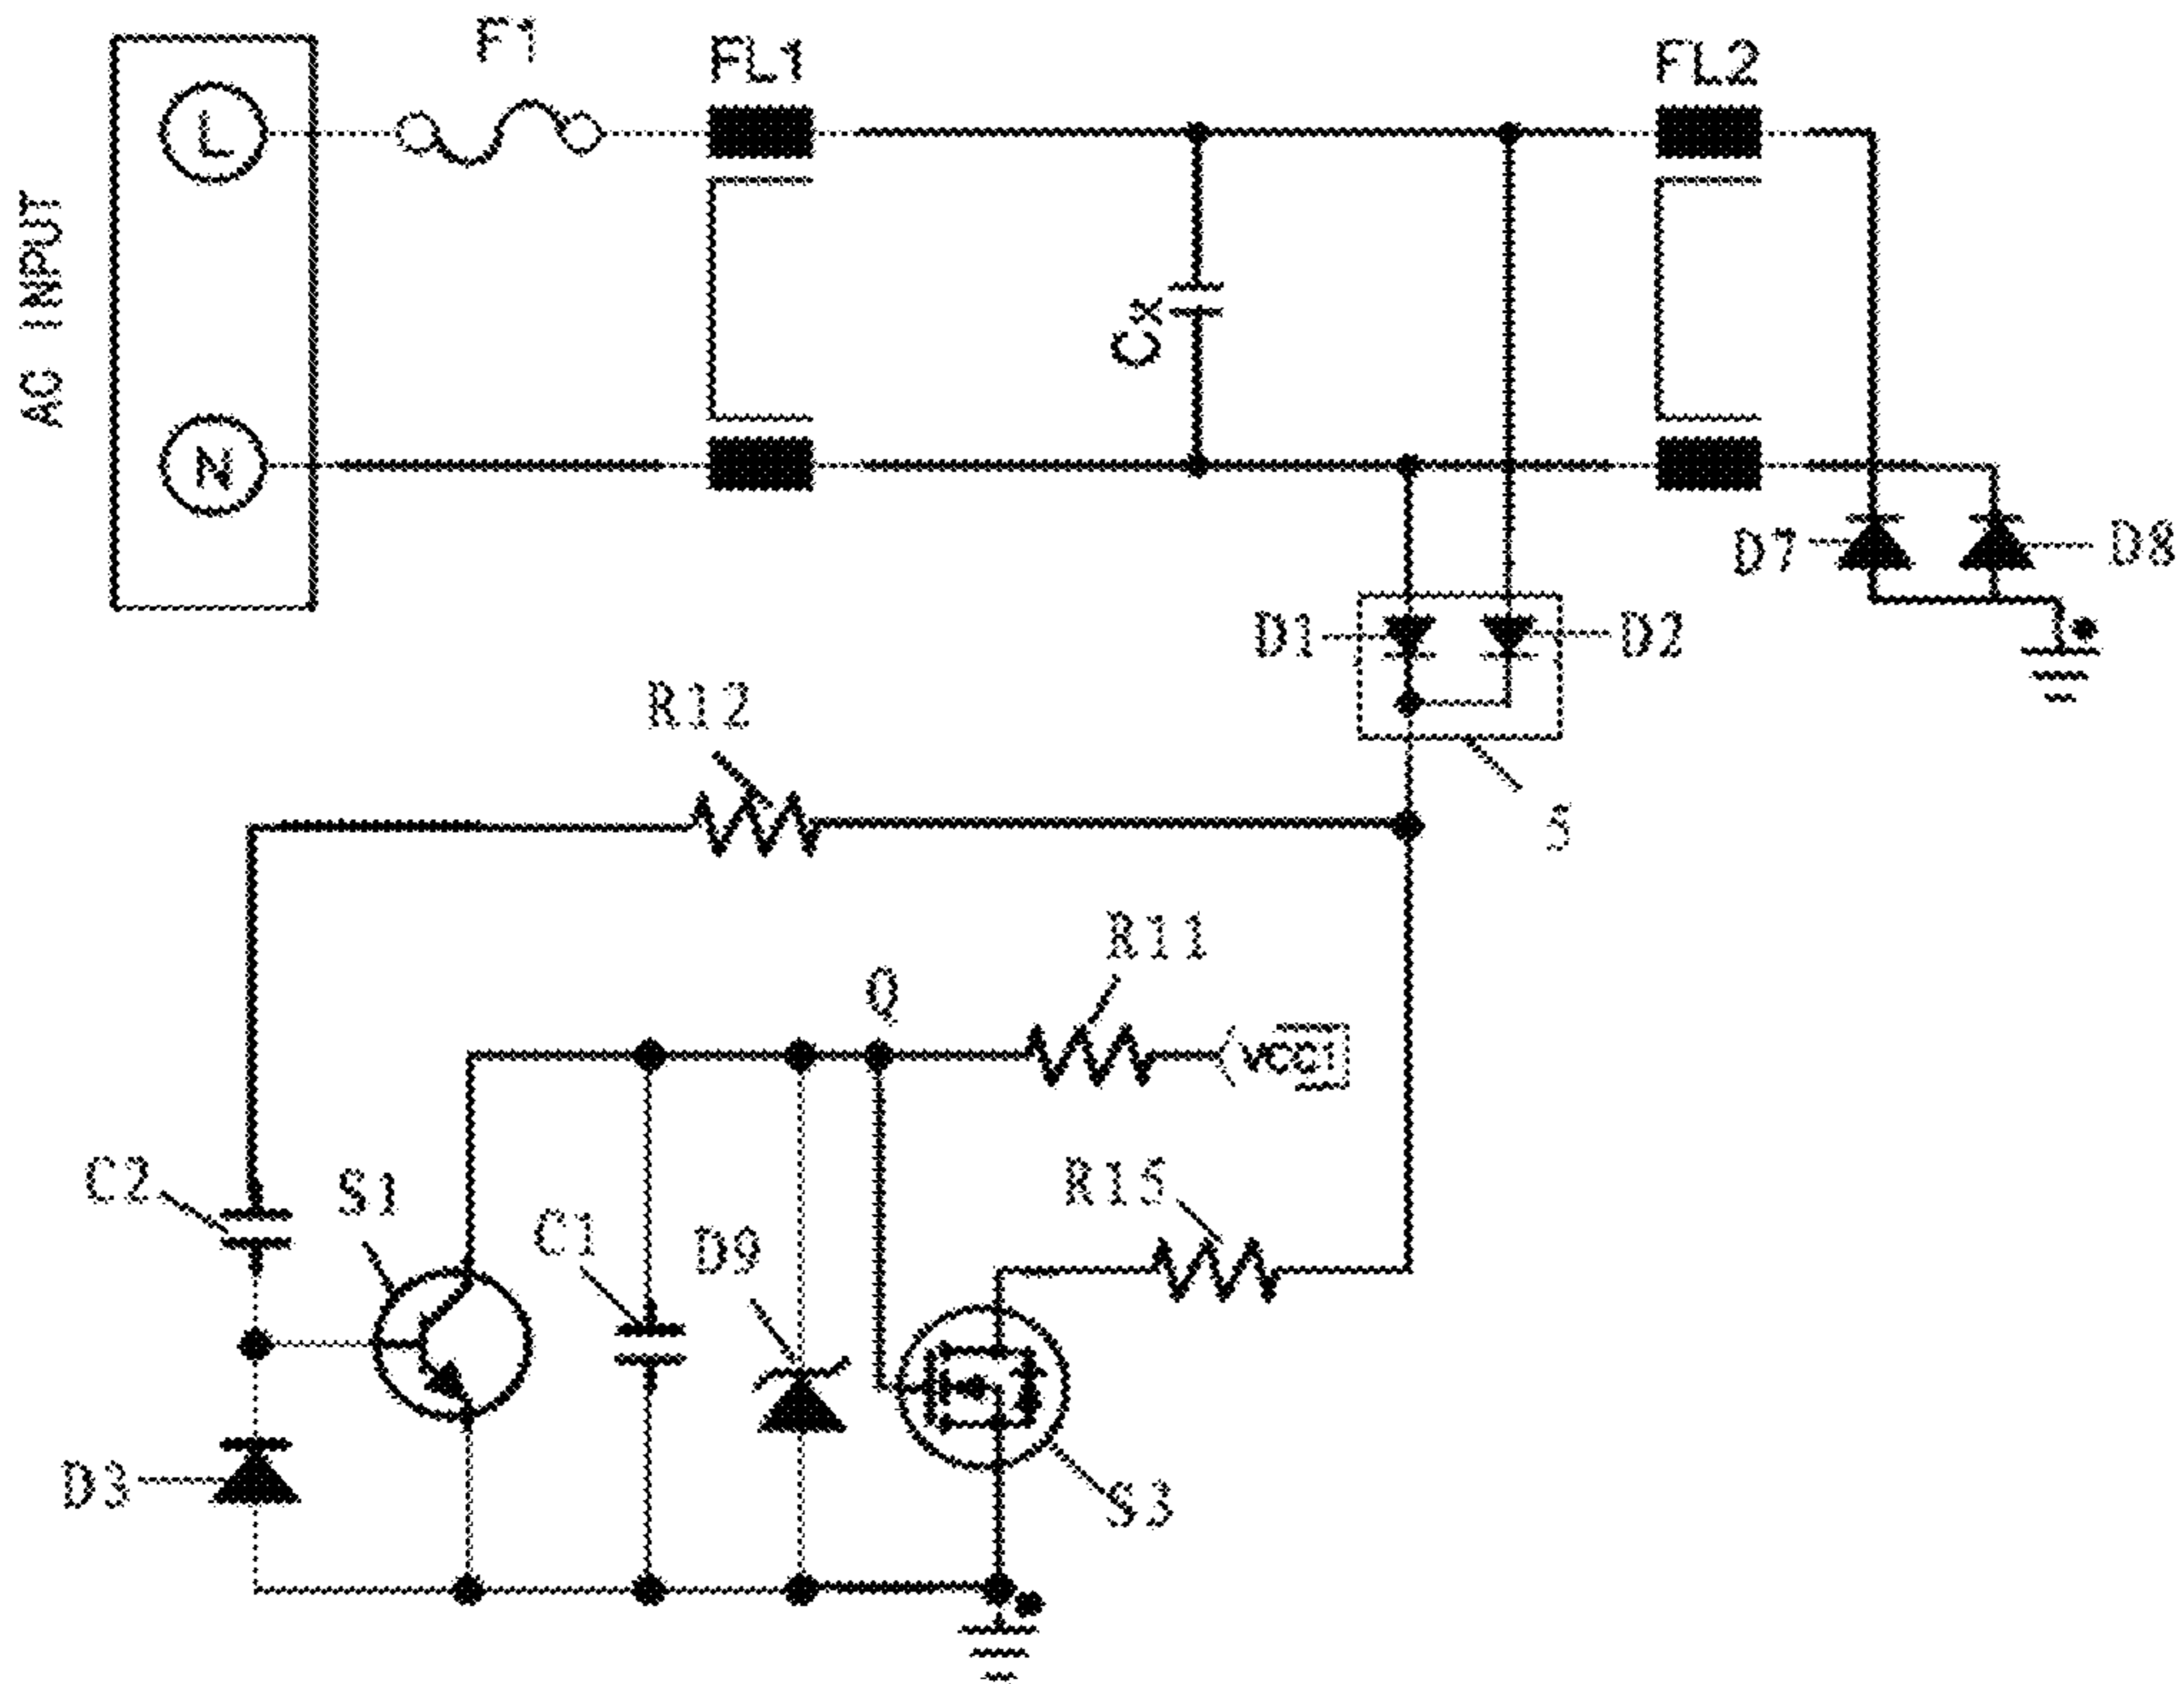 F1
FL1
FL2
L
AC INPUT
Cx
N
D7
D8
D1
D2
R12
5
R11
Q
VCC1
C2
S1
R15
C1
D9
D3
S3